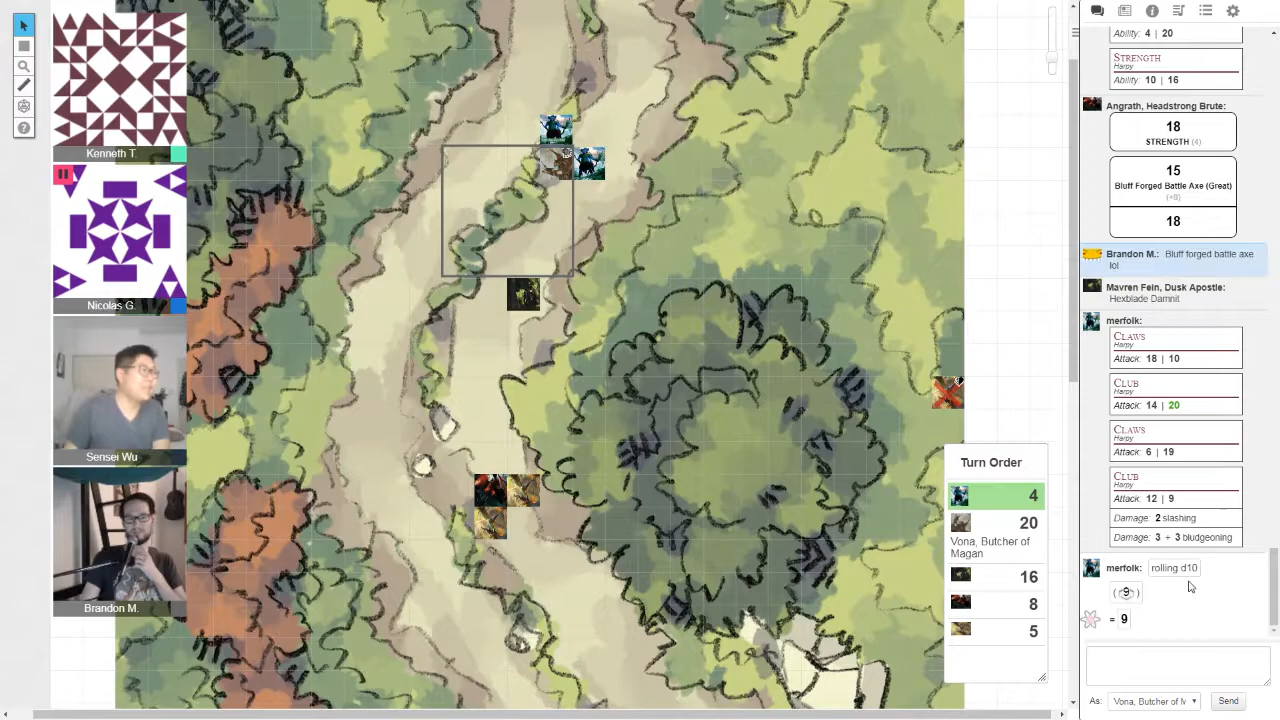 Kenneth T.
Nicolas G.
Sensei Wu
Brandon M.
Turn Order
4
20
Vona, Butcher of
Magan
16
8
5
Ability: 4 | 20
STRENGTH
Harpy
Ability: 10 | 16
Angrath, Headstrong Brute:
18
STRENGTH (4)
15
Bluff Forged Battle Axe (Great)
(+8)
18
Brandon M.: Bluff forged battle axe
lol
Mavren Fein, Dusk Apostle:
Hexblade Damnit
merfolk:
CLAWS
Harpy
Attack: 18 | 10
CLUB
Harpy
Attack: 14 | 20
CLAWS
Harpy
Attack: 6 | 19
CLUB
Harpy
Attack: 12 | 9
Damage: 2 slashing
Damage: 3 + 3 bludgeoning
merfolk: rolling d10
(9)
= 9
As: Vona, Butcher of M
Send